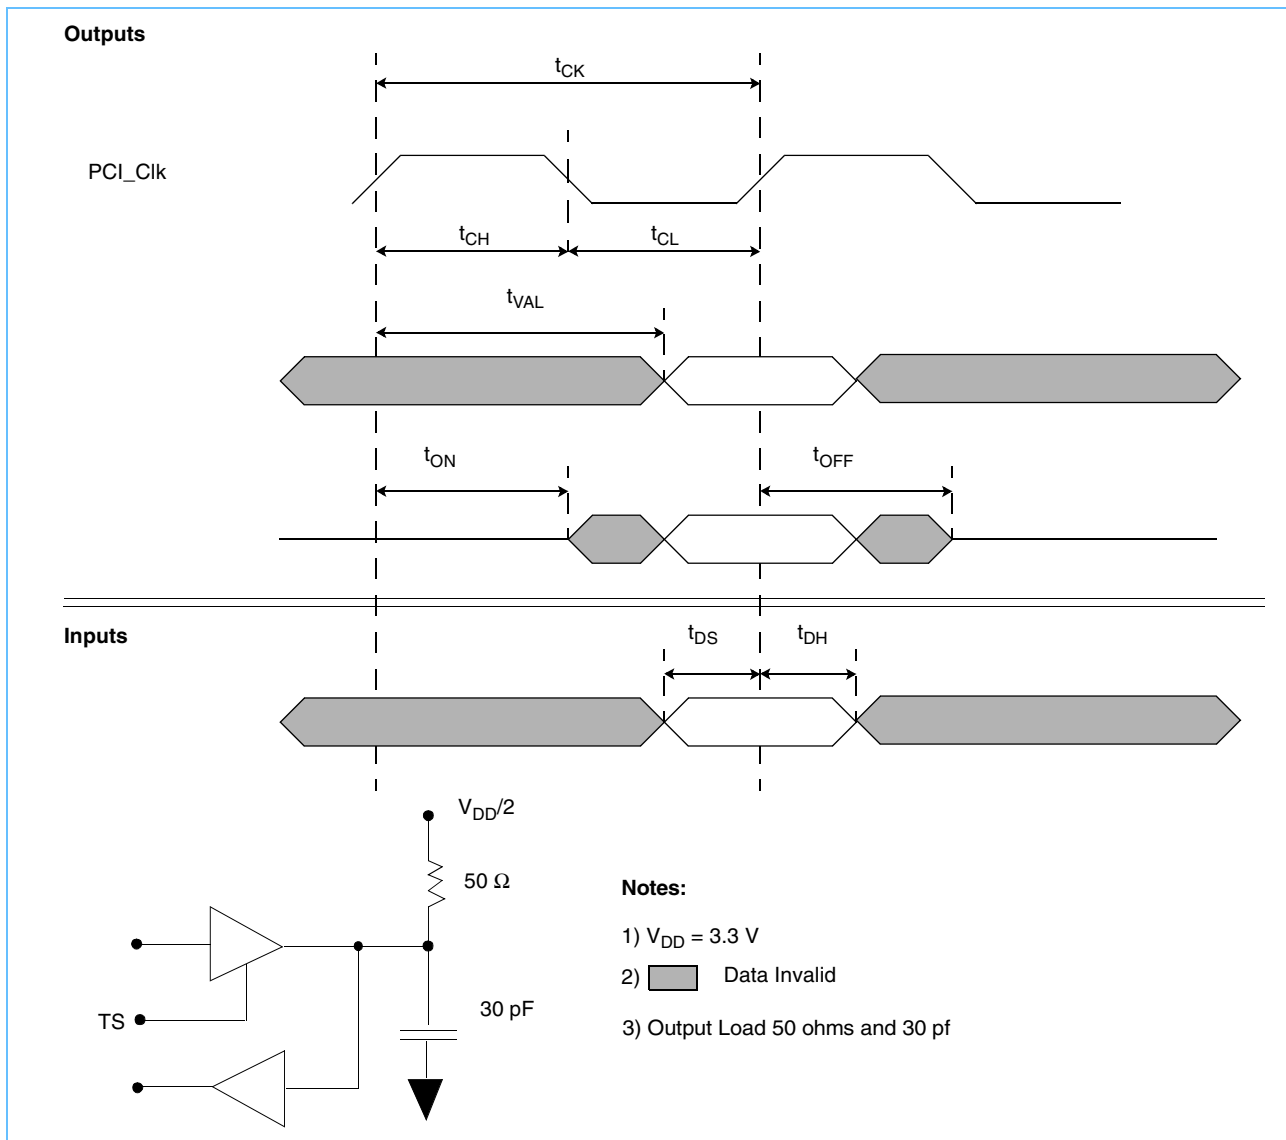 Outputs
tCK
PCI_Clk
tCH
tCL
tVAL
tON
tOFF
Inputs
tDS
tDH
VDD/2
50 Ω
Notes:
1) VDD = 3.3 V
2) Data Invalid
30 pF
TS
3) Output Load 50 ohms and 30 pf